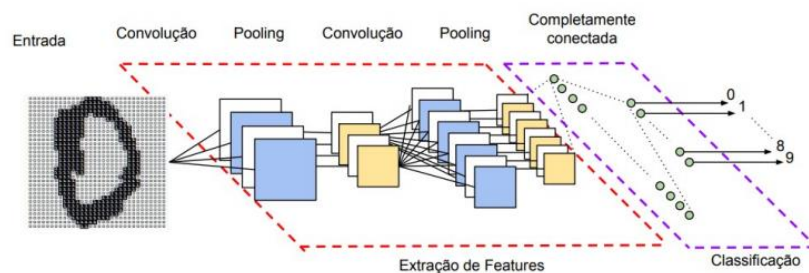 Entrada
Convolução
Pooling
Convolução
Pooling
Completamente
conectada
0
1
8
9
Extração de Features
Classificação